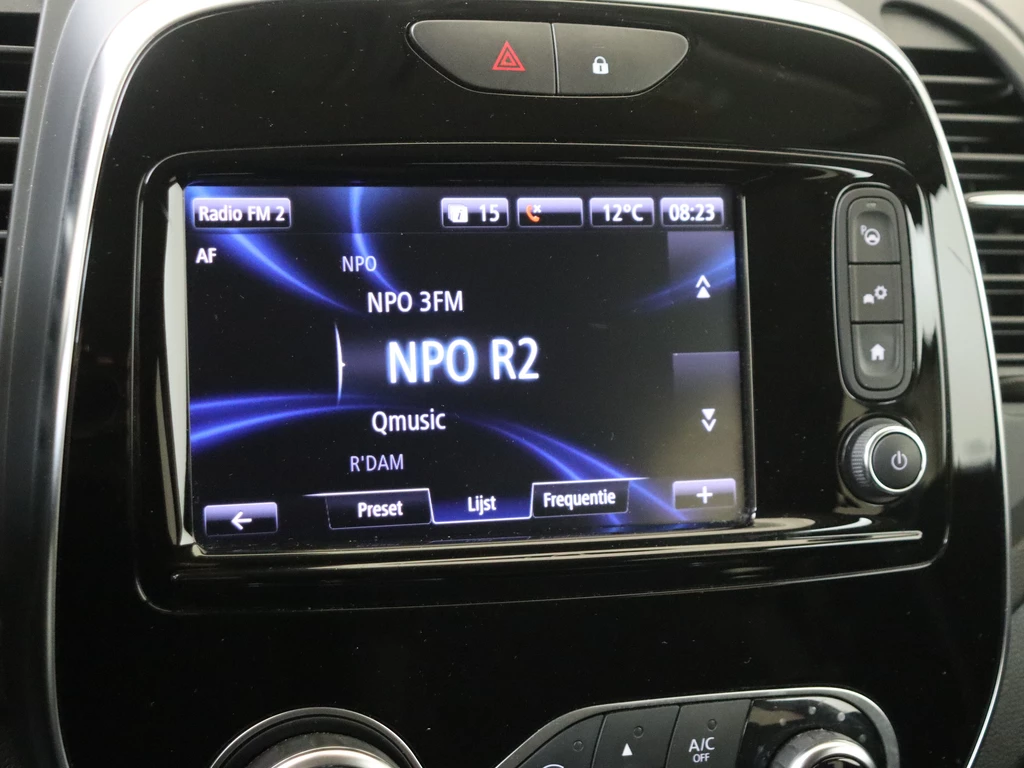 Radio FM 2
15
12°C
08:23
AF
NPO
NPO 3FM
NPO R2
Qmusic
R'DAM
Preset
Lijst
Frequentie
P
A/C
OFF